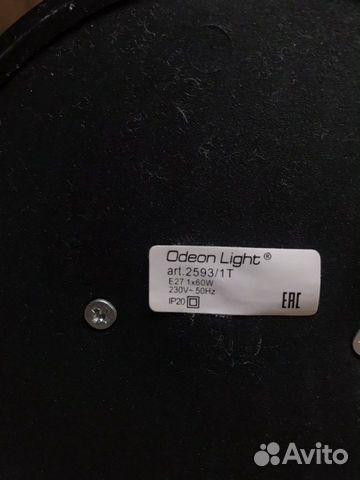 Odeon Light®
art.2593/1T
E27 1x60W
230V~50Hz
IP20
EAC
Avito